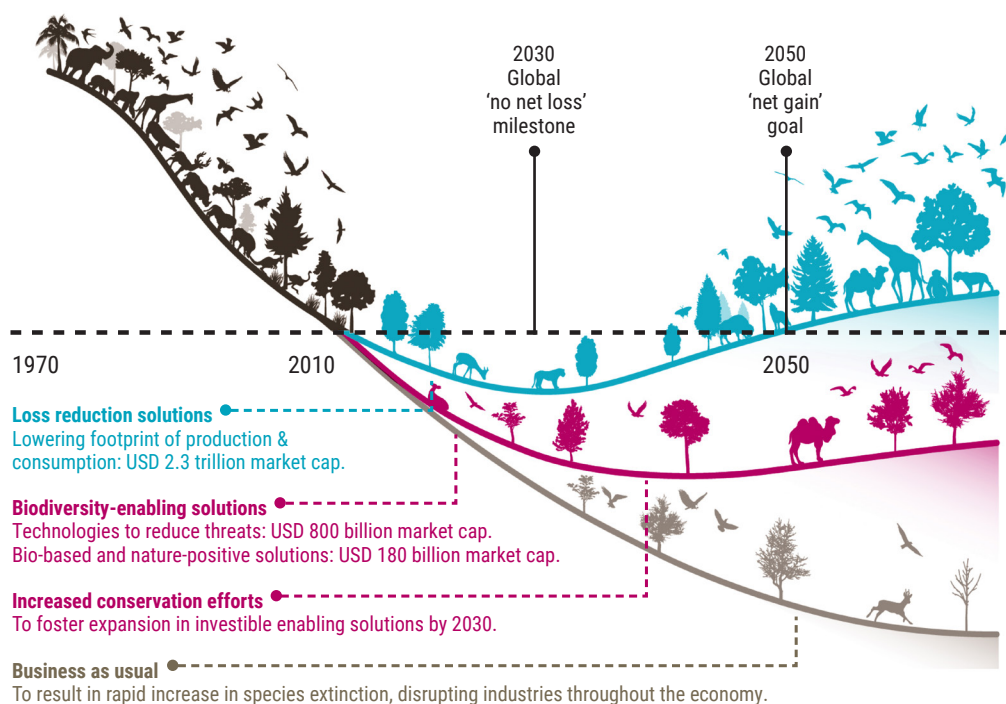 2030
Global
‘no net loss’
milestone
2050
Global
‘net gain’
goal
1970
2010
2050
Loss reduction solutions
Lowering footprint of production &
consumption: USD 2.3 trillion market cap.
Biodiversity-enabling solutions
Technologies to reduce threats: USD 800 billion market cap.
Bio-based and nature-positive solutions: USD 180 billion market cap.
Increased conservation efforts
To foster expansion in investible enabling solutions by 2030.
Business as usual
To result in rapid increase in species extinction, disrupting industries throughout the economy.